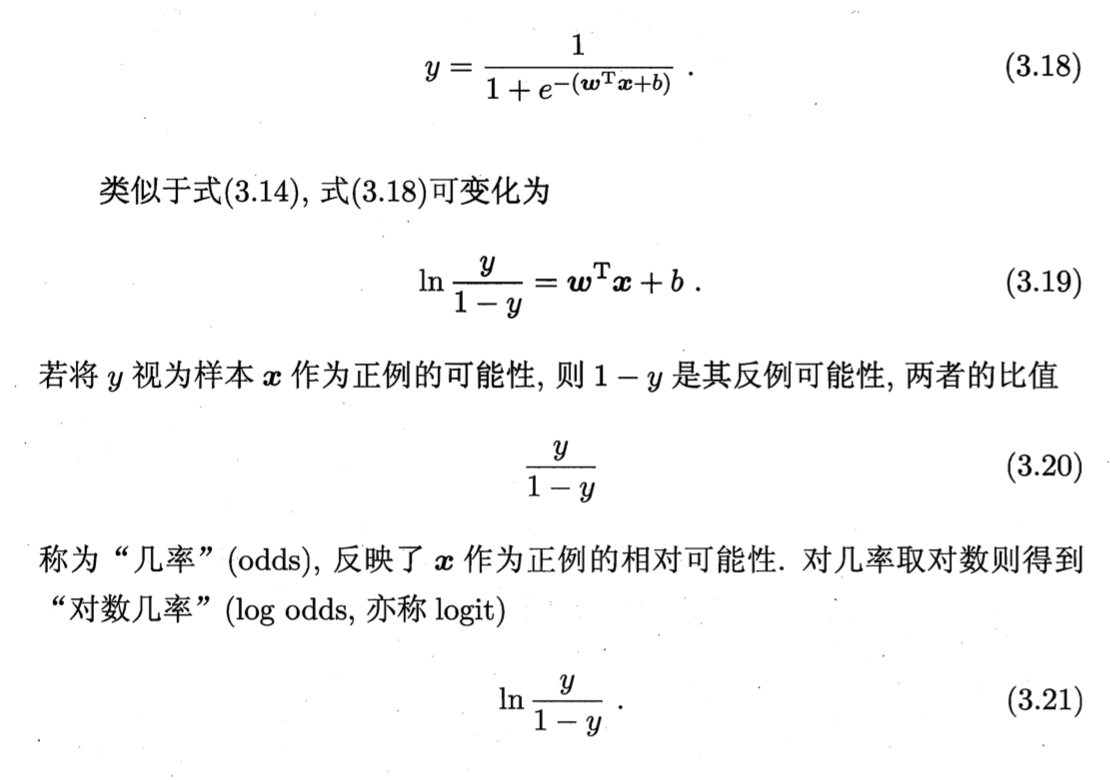 y = \frac{1}{1 + e^{-(\boldsymbol{w}^{\mathrm{T}}\boldsymbol{x}+b)}} . (3.18)
类似于式(3.14), 式(3.18)可变化为
\ln \frac{y}{1 - y} = \boldsymbol{w}^{\mathrm{T}}\boldsymbol{x} + b . (3.19)
若将 y 视为样本 x 作为正例的可能性, 则 1 − y 是其反例可能性, 两者的比值
\frac{y}{1 - y} (3.20)
称为“几率”(odds), 反映了 x 作为正例的相对可能性. 对几率取对数则得到
“对数几率”(log odds, 亦称 logit)
\ln \frac{y}{1 - y} . (3.21)